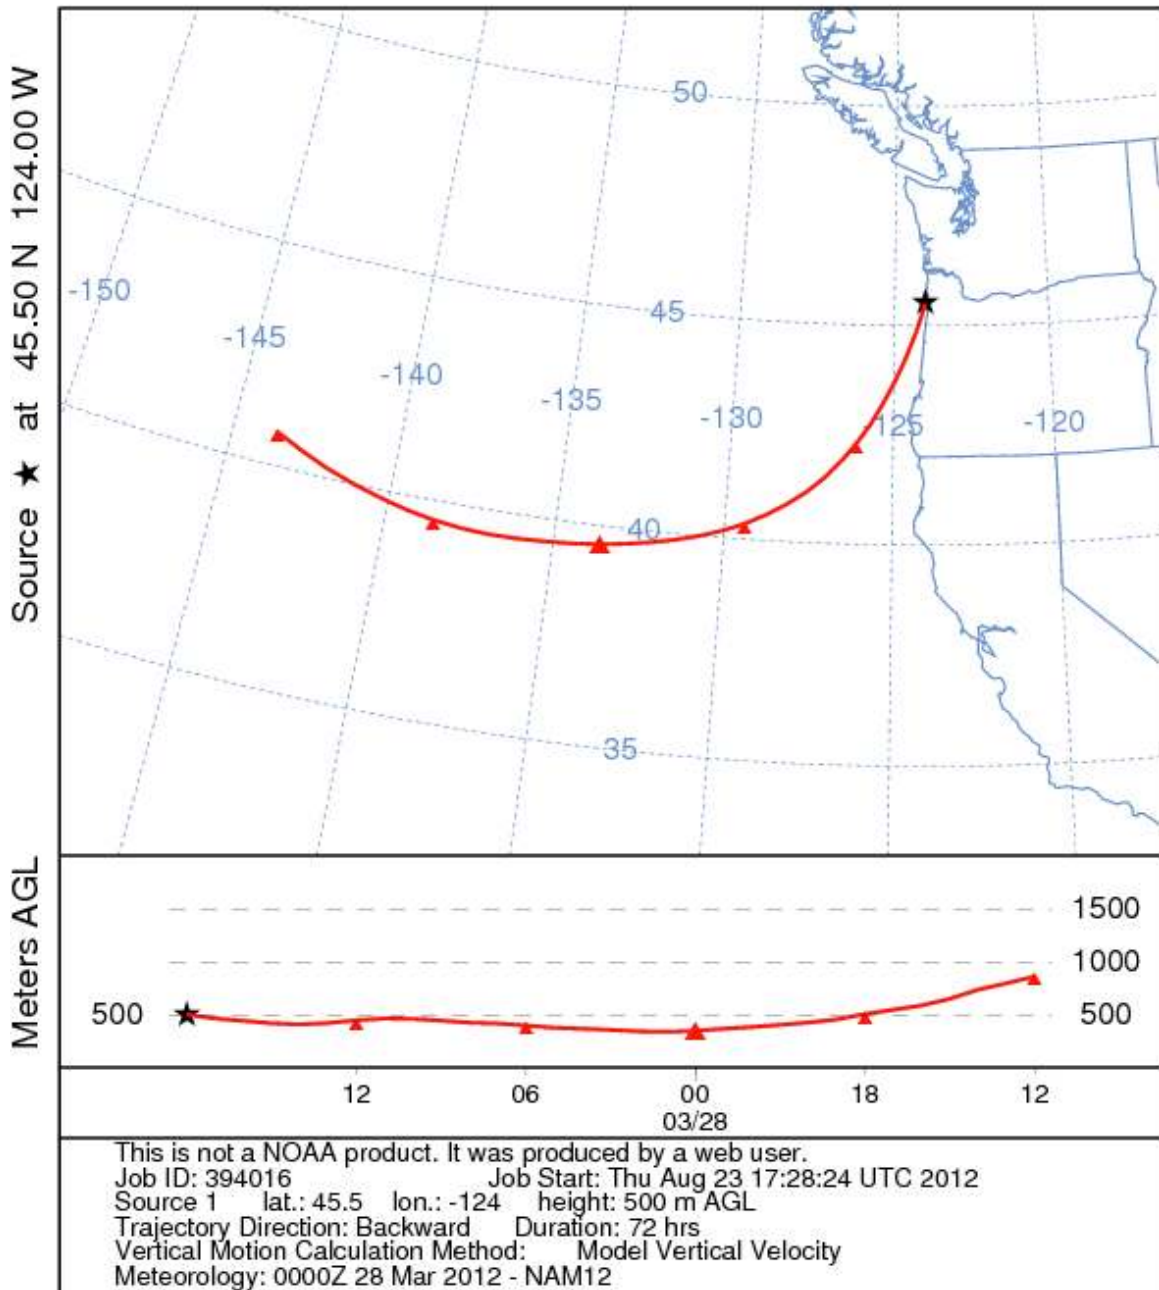 Source ★ at 45.50 N 124.00 W
50
45
-150
-145
-140
-135
-130
-125
-120
40
35
Meters AGL
1500
1000
500
500
12 06 00 18 12
03/28
This is not a NOAA product. It was produced by a web user.
Job ID: 394016 Job Start: Thu Aug 23 17:28:24 UTC 2012
Source 1 lat.: 45.5 lon.: -124 height: 500 m AGL
Trajectory Direction: Backward Duration: 72 hrs
Vertical Motion Calculation Method: Model Vertical Velocity
Meteorology: 0000Z 28 Mar 2012 - NAM12